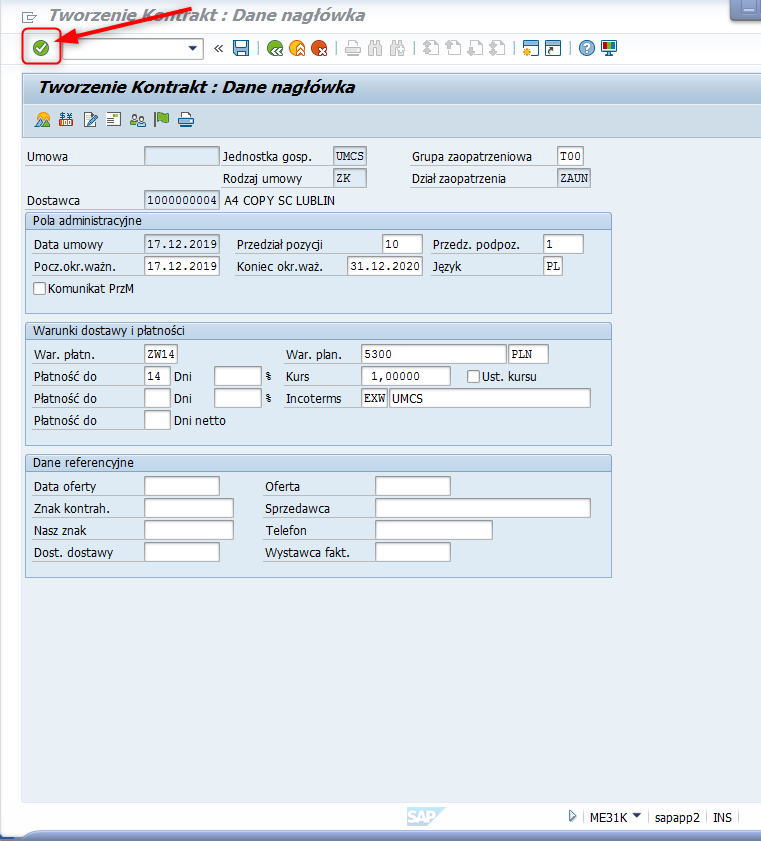 Tworzenie Kontrakt : Dane nagłówka
Tworzenie Kontrakt : Dane nagłówka
Umowa Jednostka gosp. UMCS Grupa zaopatrzeniowa T00
Rodzaj umowy ZK Dział zaopatrzenia ZAUN
Dostawca 1000000004 A4 COPY SC LUBLIN
Pola administracyjne
Data umowy 17.12.2019 Przedział pozycji 10 Przedz. podpoz. 1
Pocz.okr.ważn. 17.12.2019 Koniec okr.waż. 31.12.2020 Język PL
Komunikat PrzM
Warunki dostawy i płatności
War. płatn. ZW14 War. plan. 5300 PLN
Płatność do 14 Dni % Kurs 1,00000 Ust. kursu
Płatność do Dni % Incoterms EXW UMCS
Płatność do Dni netto
Dane referencyjne
Data oferty Oferta
Znak kontrah. Sprzedawca
Nasz znak Telefon
Dost. dostawy Wystawca fakt.
SAP ME31K sapapp2 INS